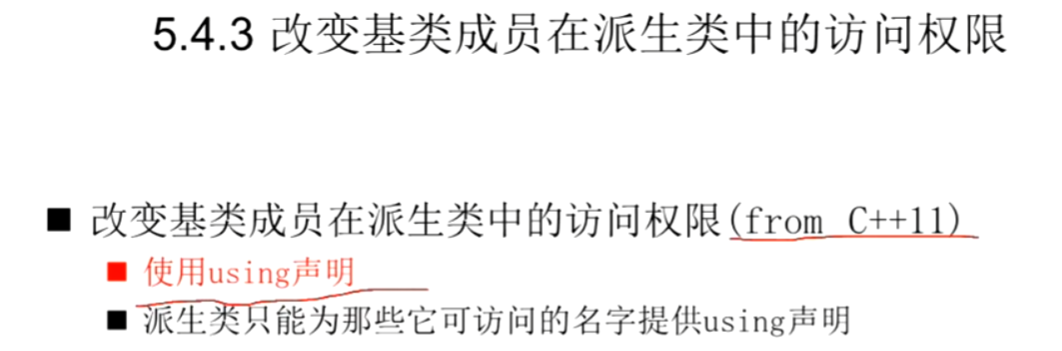 5.4.3 改变基类成员在派生类中的访问权限
■ 改变基类成员在派生类中的访问权限(from C++11)
■ 使用using声明
■ 派生类只能为那些它可访问的名字提供using声明